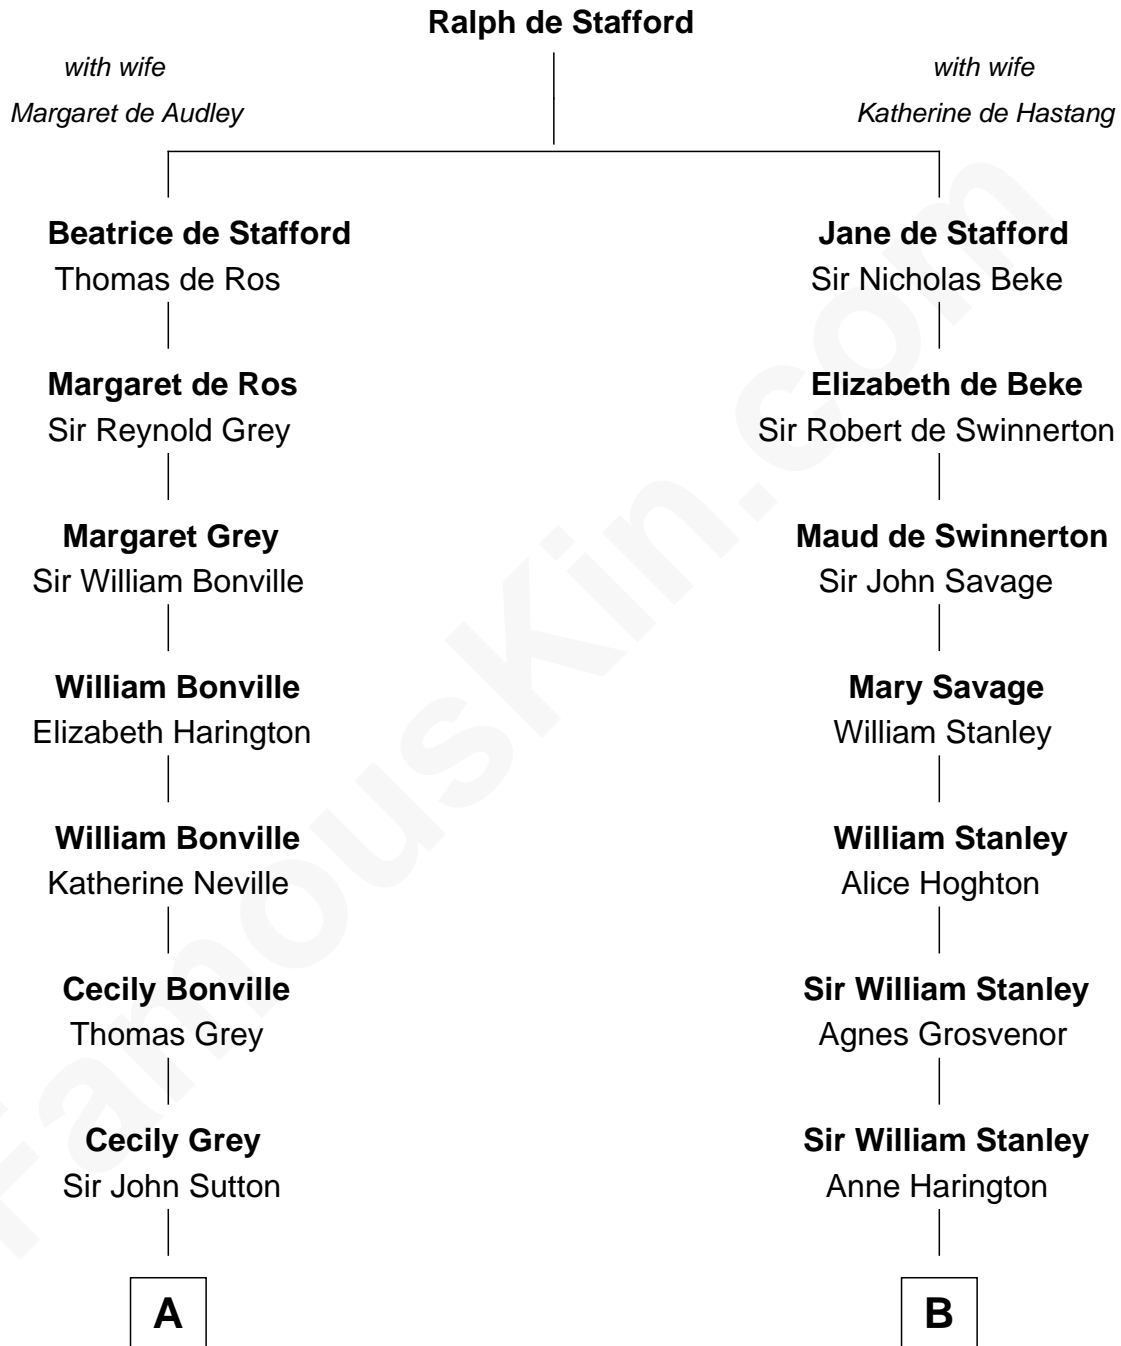 Ralph de Stafford
with wife
Margaret de Audley
with wife
Katherine de Hastang
Beatrice de Stafford
Thomas de Ros
Jane de Stafford
Sir Nicholas Beke
Margaret de Ros
Sir Reynold Grey
Elizabeth de Beke
Sir Robert de Swinnerton
Margaret Grey
Sir William Bonville
Maud de Swinnerton
Sir John Savage
William Bonville
Elizabeth Harington
Mary Savage
William Stanley
William Bonville
Katherine Neville
William Stanley
Alice Hoghton
Cecily Bonville
Thomas Grey
Sir William Stanley
Agnes Grosvenor
Cecily Grey
Sir John Sutton
Sir William Stanley
Anne Harington
A
B
FamousKin.com